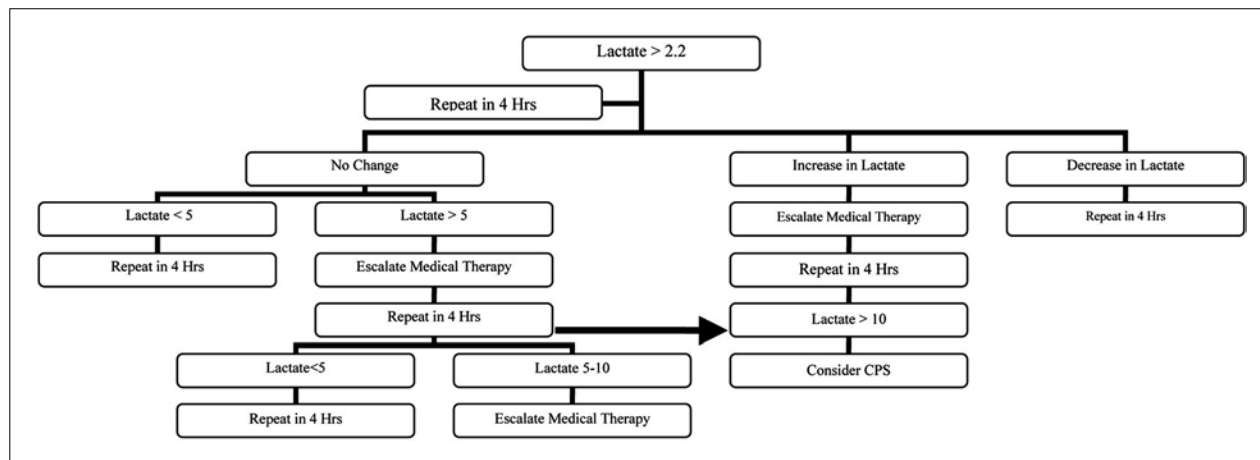 Lactate > 2.2
Repeat in 4 Hrs
No Change
Increase in Lactate
Decrease in Lactate
Lactate < 5
Lactate > 5
Escalate Medical Therapy
Repeat in 4 Hrs
Repeat in 4 Hrs
Escalate Medical Therapy
Repeat in 4 Hrs
Repeat in 4 Hrs
Lactate > 10
Lactate<5
Lactate 5-10
Consider CPS
Repeat in 4 Hrs
Escalate Medical Therapy